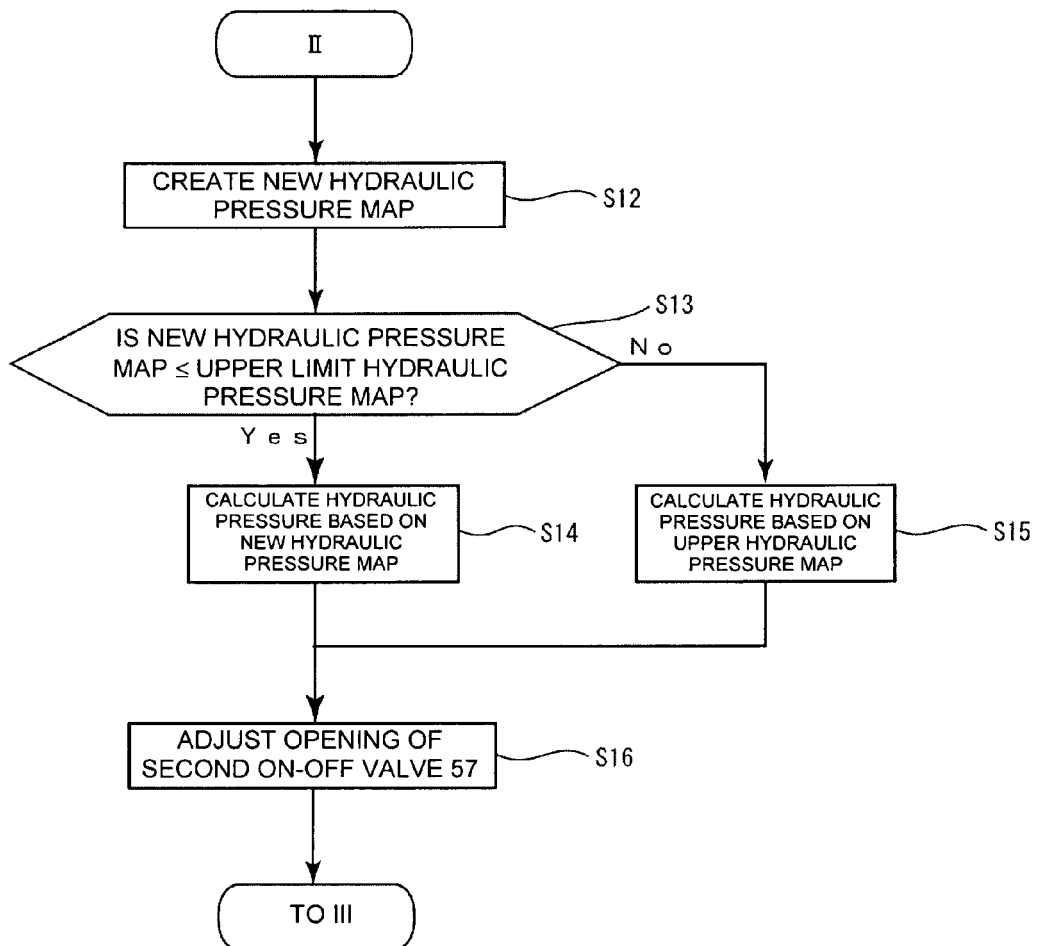 II
CREATE NEW HYDRAULIC
PRESSURE MAP
S12
S13
IS NEW HYDRAULIC PRESSURE
MAP ≤ UPPER LIMIT HYDRAULIC
PRESSURE MAP?
No
Yes
CALCULATE HYDRAULIC
PRESSURE BASED ON
NEW HYDRAULIC
PRESSURE MAP
S14
CALCULATE HYDRAULIC
PRESSURE BASED ON
UPPER HYDRAULIC
PRESSURE MAP
S15
ADJUST OPENING OF
SECOND ON-OFF VALVE 57
S16
TO III